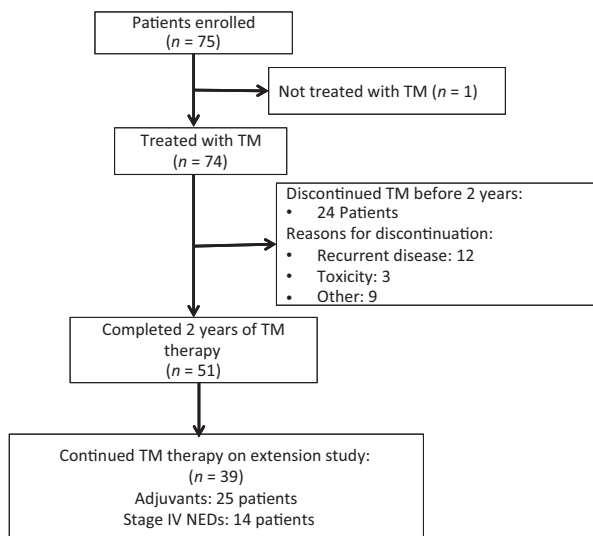 Patients enrolled
(n = 75)
Not treated with TM (n = 1)
Treated with TM
(n = 74)
Discontinued TM before 2 years:
• 24 Patients
Reasons for discontinuation:
• Recurrent disease: 12
• Toxicity: 3
• Other: 9
Completed 2 years of TM
therapy
(n = 51)
Continued TM therapy on extension study:
(n = 39)
Adjuvants: 25 patients
Stage IV NEDs: 14 patients